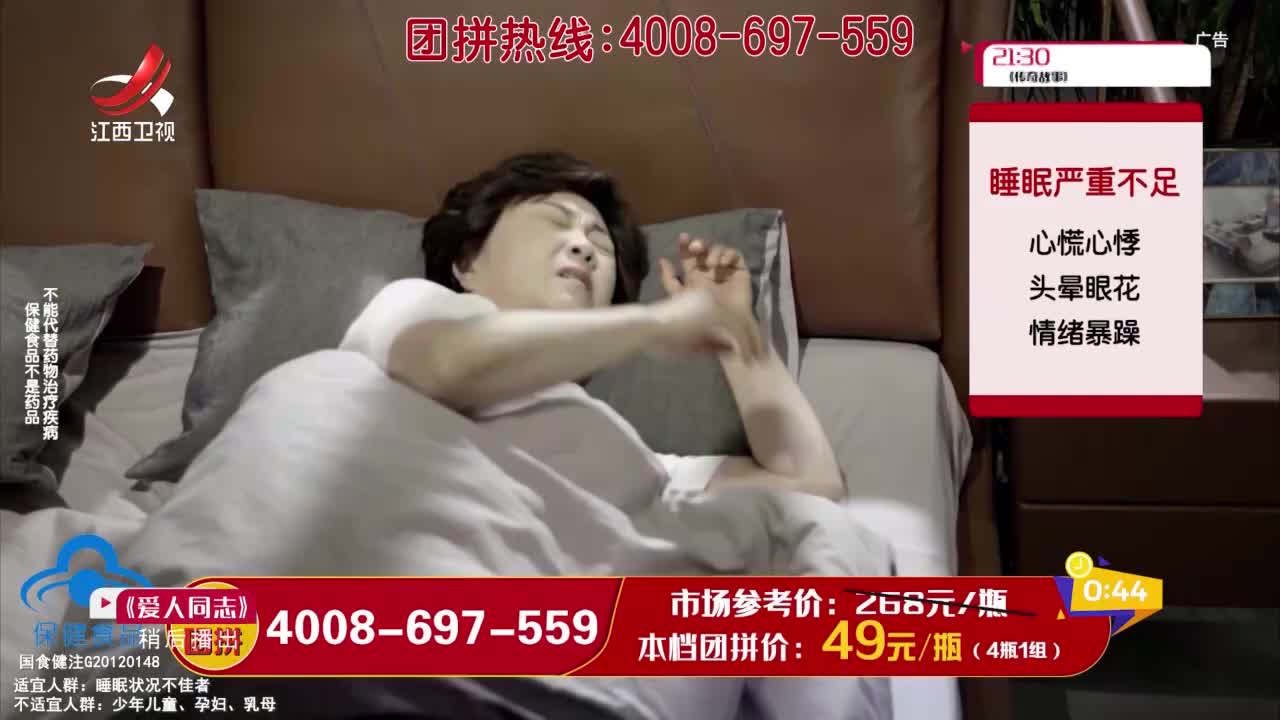 团拼热线:4008-697-559
广告
21:30
《传奇故事》
江西卫视
睡眠严重不足
心慌心悸
头晕眼花
情绪暴躁
不能代替药物治疗疾病
保健食品不是药品
《爱人同志》
稍后播出
保健食品
国食健注G20120148
适宜人群：睡眠状况不佳者
不适宜人群：少年儿童、孕妇、乳母
团拼
4008-697-559
市场参考价：268元/瓶
本档团拼价：49元/瓶（4瓶1组）
0:44